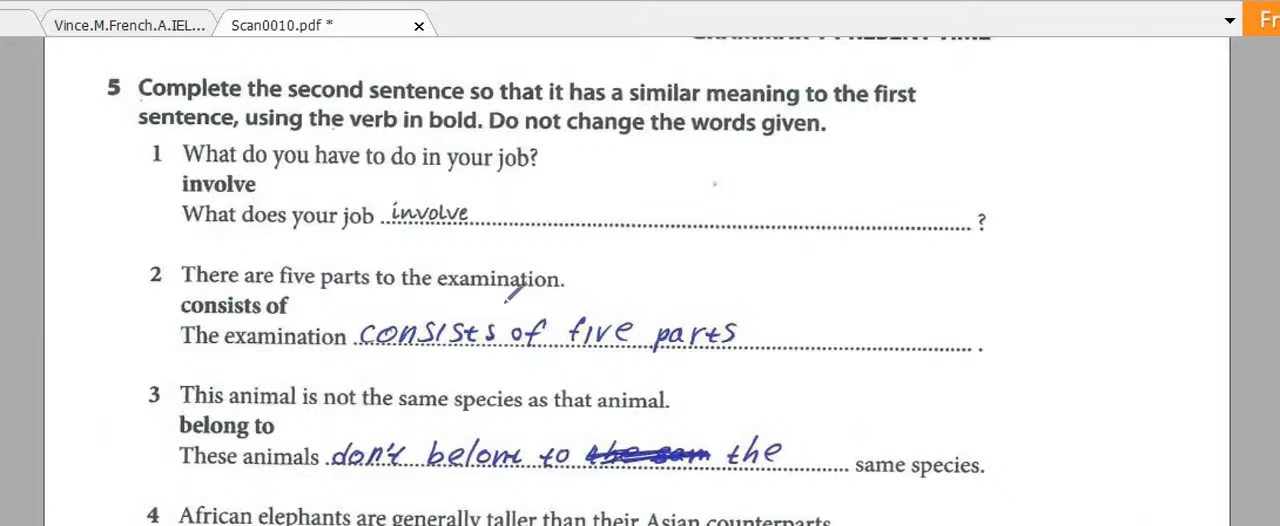 Vince.M.French.A.IEL...
Scan0010.pdf *
Fr
GRAMMAR 1 PRESENT TIME
5 Complete the second sentence so that it has a similar meaning to the first
sentence, using the verb in bold. Do not change the words given.
1 What do you have to do in your job?
involve
What does your job involve ?
2 There are five parts to the examination.
consists of
The examination consists of five parts .
3 This animal is not the same species as that animal.
belong to
These animals don't belong to the sam the same species.
4 African elephants are generally taller than their Asian counterparts.